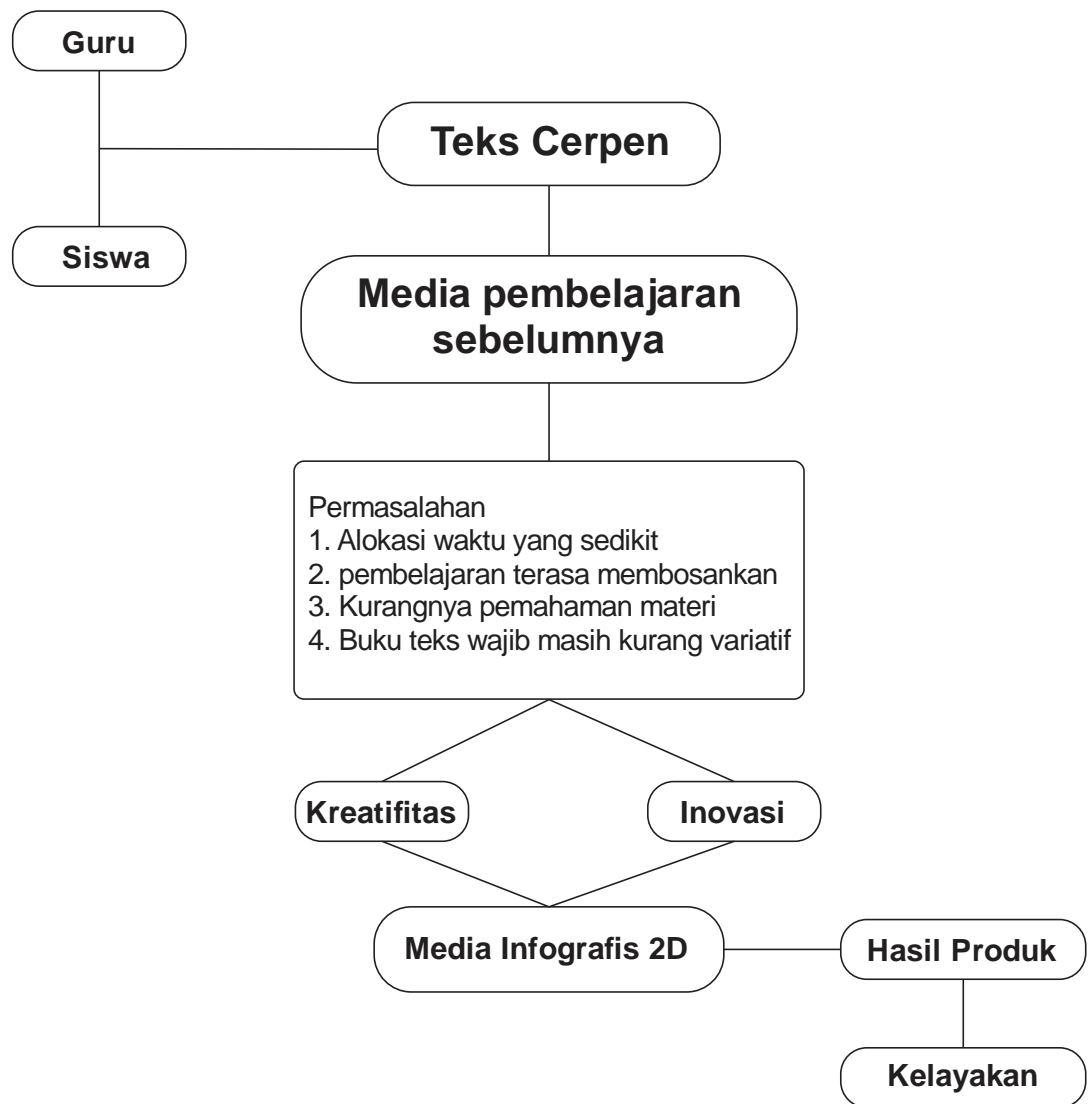 Guru
Teks Cerpen
Siswa
Media pembelajaran
sebelumnya
Permasalahan
1. Alokasi waktu yang sedikit
2. pembelajaran terasa membosankan
3. Kurangnya pemahaman materi
4. Buku teks wajib masih kurang variatif
Kreatifitas
Inovasi
Media Infografis 2D
Hasil Produk
Kelayakan